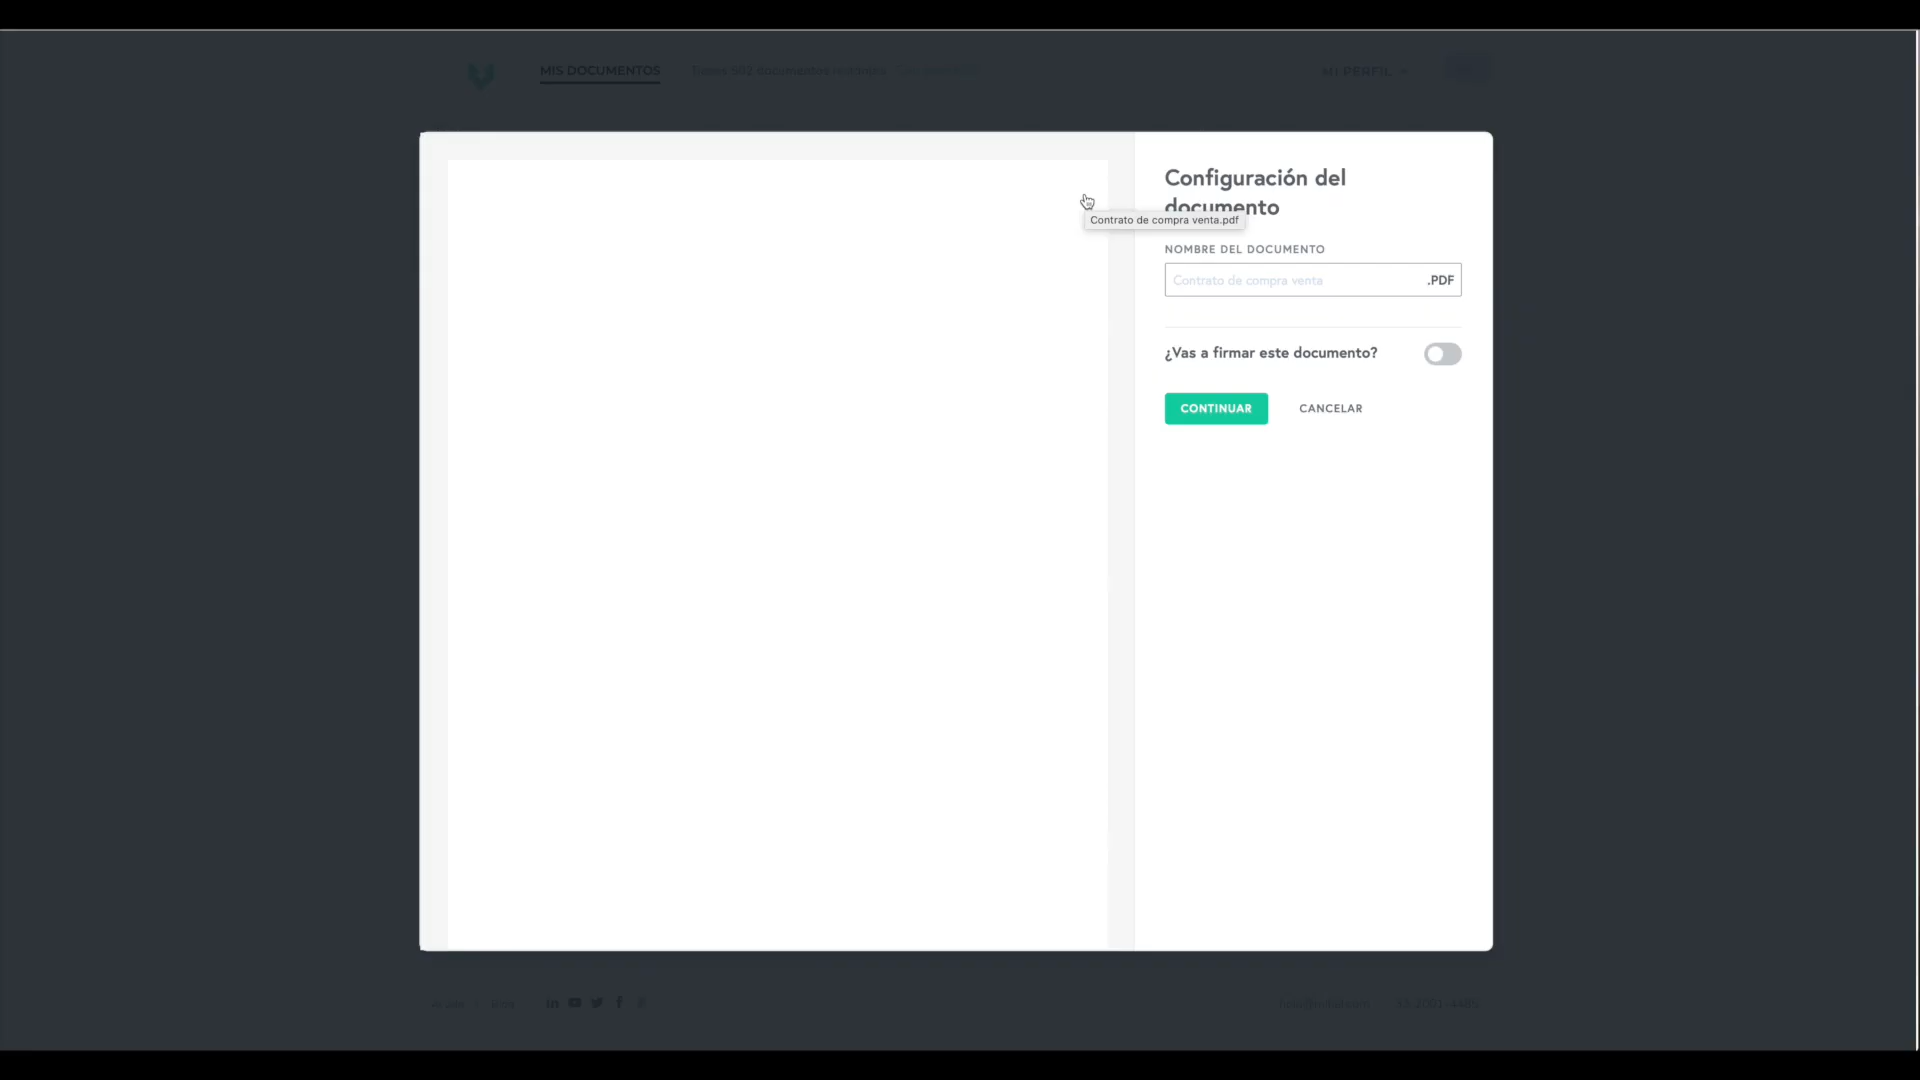 MIS DOCUMENTOS
MI PERFIL
Configuración del
documento
Contrato de compra venta.pdf
NOMBRE DEL DOCUMENTO
Contrato de compra venta .PDF
¿Vas a firmar este documento?
CONTINUAR CANCELAR